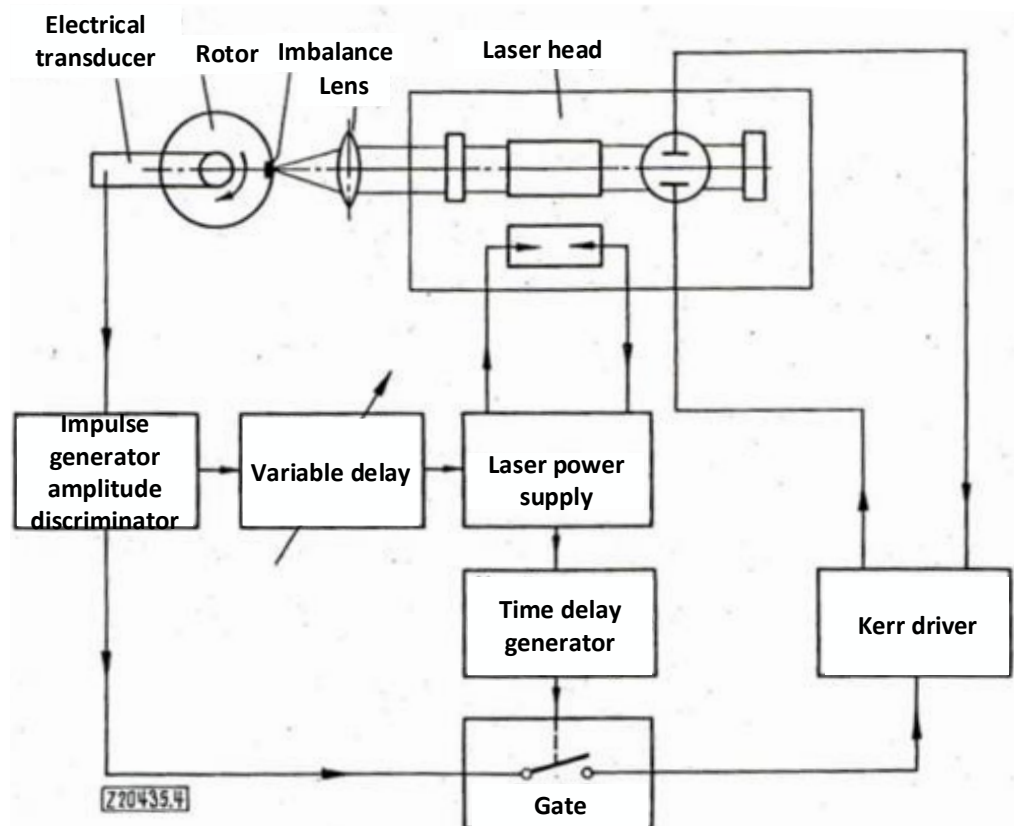 Electrical
transducer
Rotor
Imbalance
Lens
Laser head
Impulse
generator
amplitude
discriminator
Variable delay
Laser power
supply
Time delay
generator
Kerr driver
Gate
Z20435.4